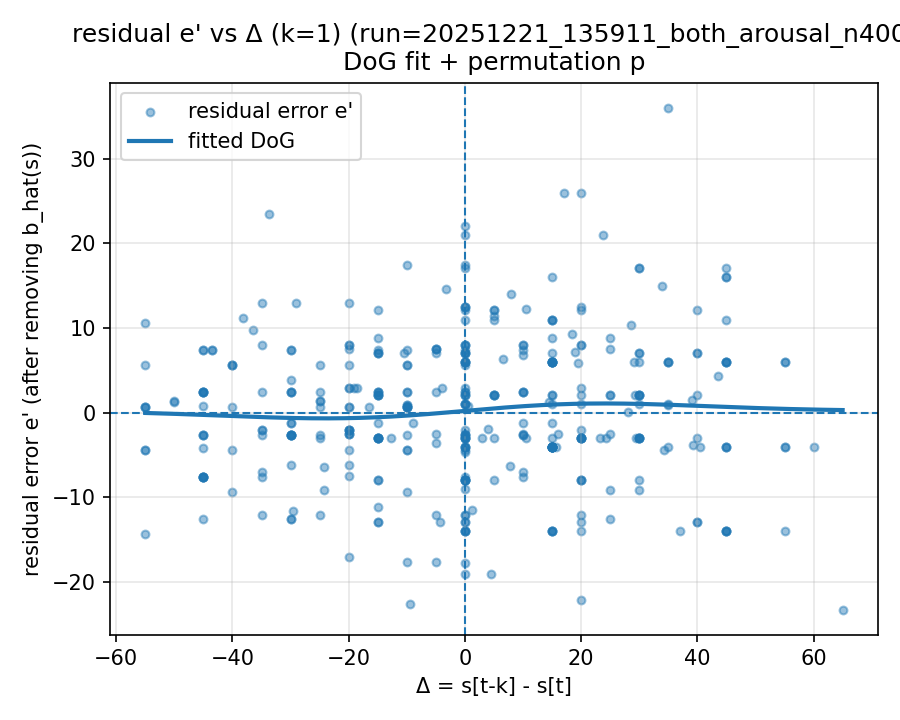 residual e' vs Δ (k=1) (run=20251221_135911_both_arousal_n400
DoG fit + permutation p
residual error e'
fitted DoG
residual error e' (after removing b_hat(s))
30
20
10
0
−10
−20
−60
−40
−20
0
20
40
60
Δ = s[t-k] - s[t]